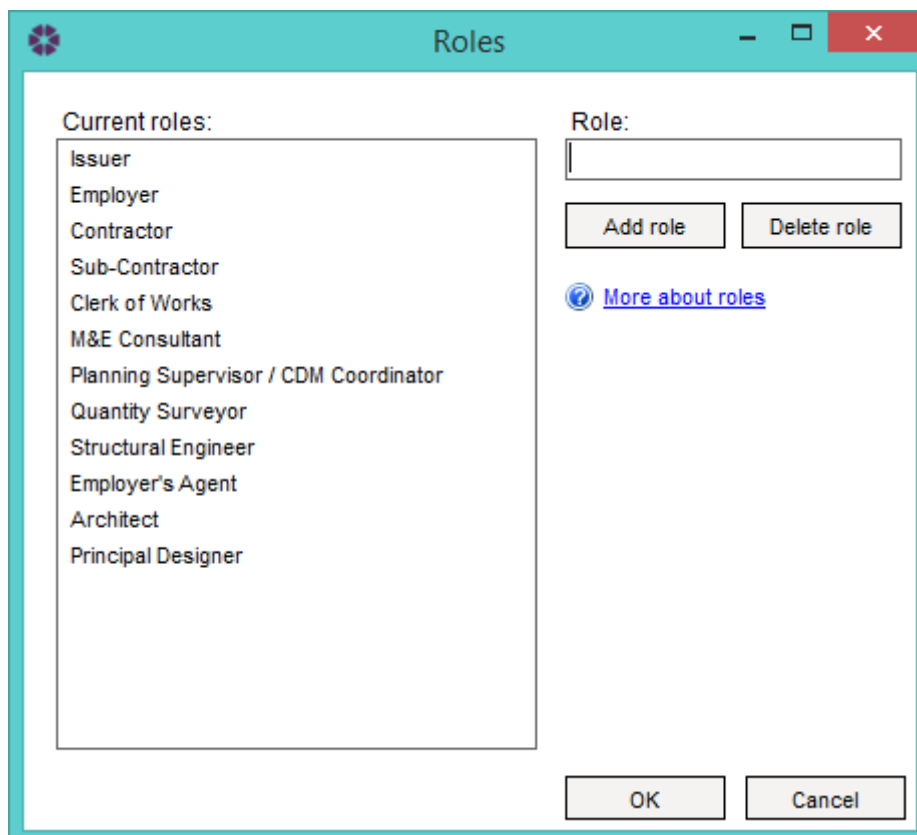 Roles
Current roles:
Issuer
Employer
Contractor
Sub-Contractor
Clerk of Works
M&E Consultant
Planning Supervisor / CDM Coordinator
Quantity Surveyor
Structural Engineer
Employer's Agent
Architect
Principal Designer
Role:
Add role
Delete role
More about roles
OK
Cancel